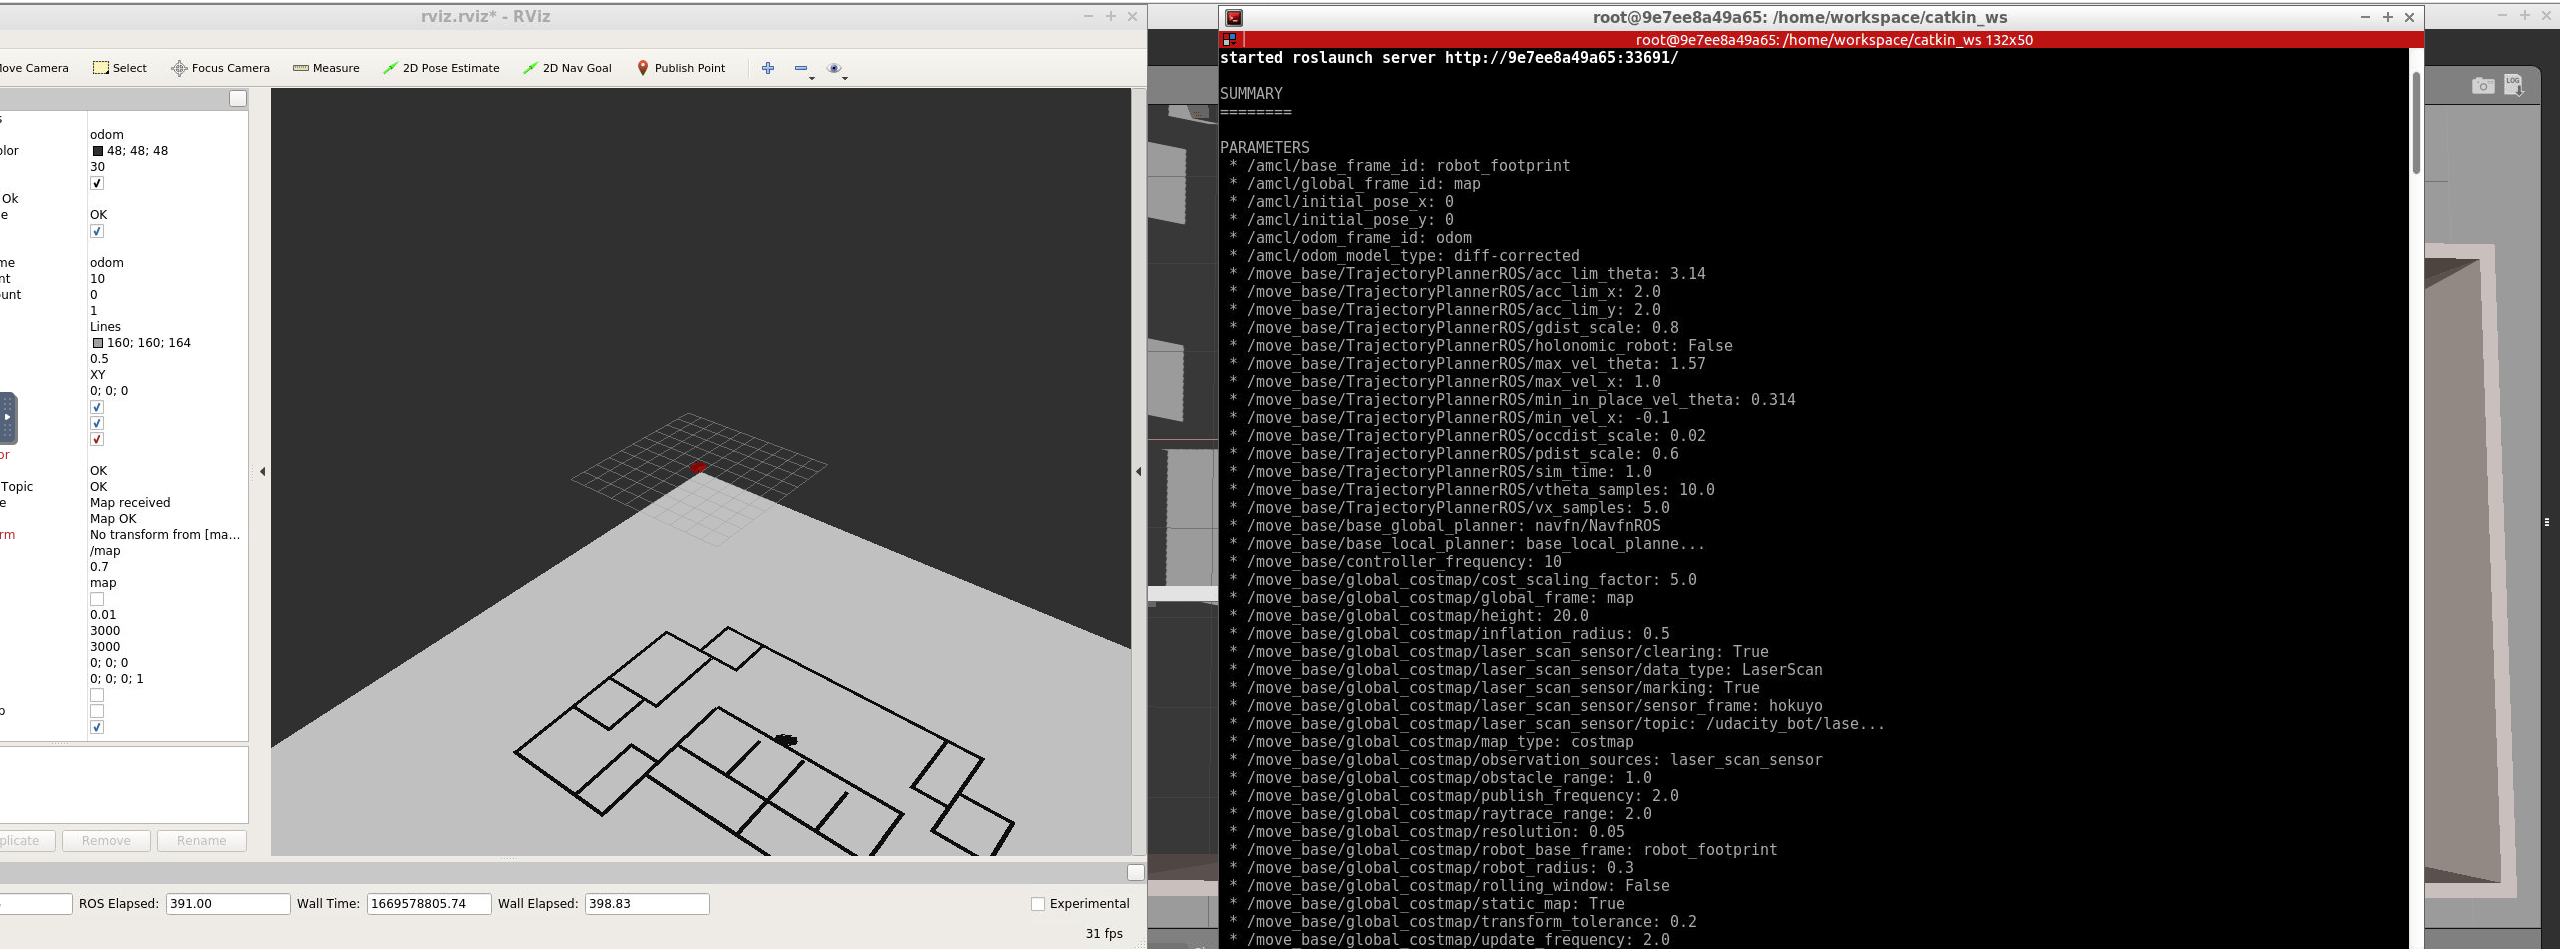 rviz.rviz* - RViz
ove Camera Select Focus Camera Measure 2D Pose Estimate 2D Nav Goal Publish Point
s
odom
lor 48; 48; 48
30
Ok
e OK
me odom
nt 10
unt 0
1
Lines
160; 160; 164
0.5
XY
0; 0; 0
or
OK
Topic OK
e Map received
Map OK
rm No transform from [ma...
/map
0.7
map
0.01
3000
3000
0; 0; 0
0; 0; 0; 1
plicate Remove Rename
ROS Elapsed: 391.00 Wall Time: 1669578805.74 Wall Elapsed: 398.83 Experimental
31 fps
root@9e7ee8a49a65: /home/workspace/catkin_ws
root@9e7ee8a49a65: /home/workspace/catkin_ws 132x50
started roslaunch server http://9e7ee8a49a65:33691/
SUMMARY
========
PARAMETERS
* /amcl/base_frame_id: robot_footprint
* /amcl/global_frame_id: map
* /amcl/initial_pose_x: 0
* /amcl/initial_pose_y: 0
* /amcl/odom_frame_id: odom
* /amcl/odom_model_type: diff-corrected
* /move_base/TrajectoryPlannerROS/acc_lim_theta: 3.14
* /move_base/TrajectoryPlannerROS/acc_lim_x: 2.0
* /move_base/TrajectoryPlannerROS/acc_lim_y: 2.0
* /move_base/TrajectoryPlannerROS/gdist_scale: 0.8
* /move_base/TrajectoryPlannerROS/holonomic_robot: False
* /move_base/TrajectoryPlannerROS/max_vel_theta: 1.57
* /move_base/TrajectoryPlannerROS/max_vel_x: 1.0
* /move_base/TrajectoryPlannerROS/min_in_place_vel_theta: 0.314
* /move_base/TrajectoryPlannerROS/min_vel_x: -0.1
* /move_base/TrajectoryPlannerROS/occdist_scale: 0.02
* /move_base/TrajectoryPlannerROS/pdist_scale: 0.6
* /move_base/TrajectoryPlannerROS/sim_time: 1.0
* /move_base/TrajectoryPlannerROS/vtheta_samples: 10.0
* /move_base/TrajectoryPlannerROS/vx_samples: 5.0
* /move_base/base_global_planner: navfn/NavfnROS
* /move_base/base_local_planner: base_local_planne...
* /move_base/controller_frequency: 10
* /move_base/global_costmap/cost_scaling_factor: 5.0
* /move_base/global_costmap/global_frame: map
* /move_base/global_costmap/height: 20.0
* /move_base/global_costmap/inflation_radius: 0.5
* /move_base/global_costmap/laser_scan_sensor/clearing: True
* /move_base/global_costmap/laser_scan_sensor/data_type: LaserScan
* /move_base/global_costmap/laser_scan_sensor/marking: True
* /move_base/global_costmap/laser_scan_sensor/sensor_frame: hokuyo
* /move_base/global_costmap/laser_scan_sensor/topic: /udacity_bot/lase...
* /move_base/global_costmap/map_type: costmap
* /move_base/global_costmap/observation_sources: laser_scan_sensor
* /move_base/global_costmap/obstacle_range: 1.0
* /move_base/global_costmap/publish_frequency: 2.0
* /move_base/global_costmap/raytrace_range: 2.0
* /move_base/global_costmap/resolution: 0.05
* /move_base/global_costmap/robot_base_frame: robot_footprint
* /move_base/global_costmap/robot_radius: 0.3
* /move_base/global_costmap/rolling_window: False
* /move_base/global_costmap/static_map: True
* /move_base/global_costmap/transform_tolerance: 0.2
* /move_base/global_costmap/update_frequency: 2.0
LOG